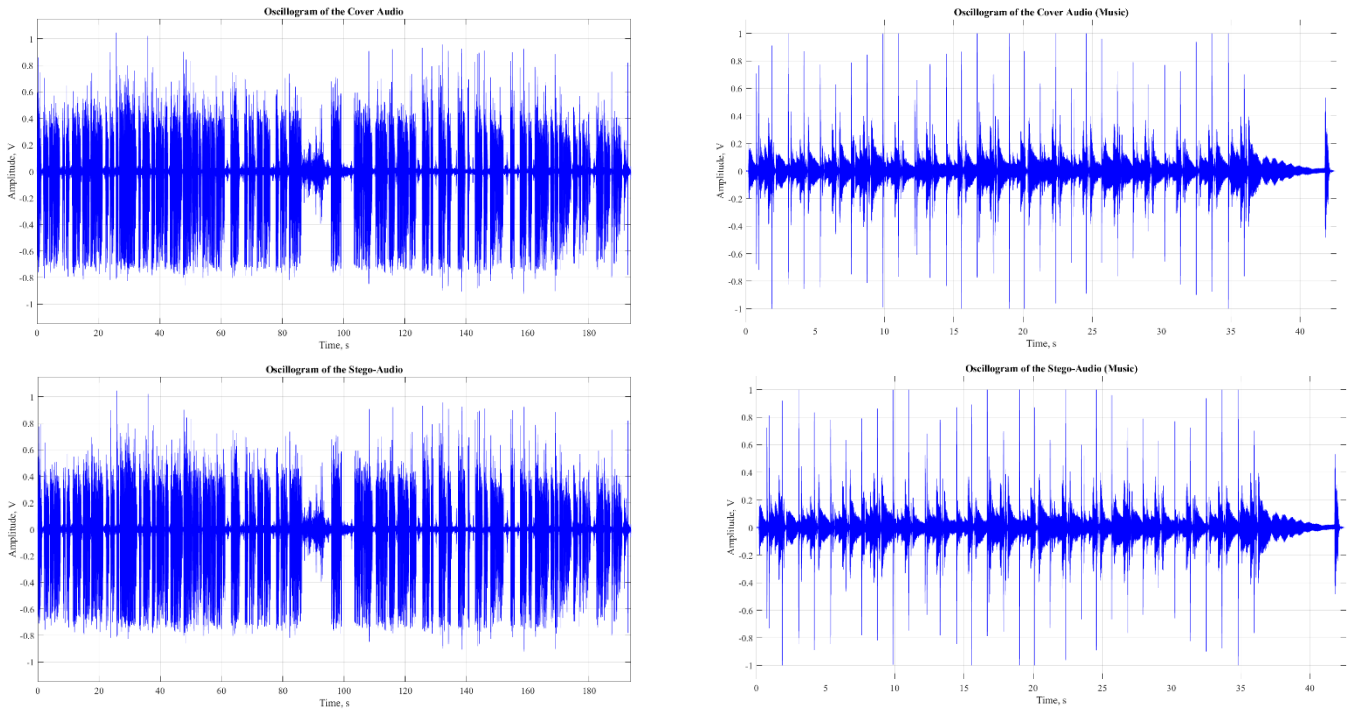 Oscillogram of the Cover Audio
1
0.8
0.6
0.4
0.2
0
-0.2
-0.4
-0.6
-0.8
-1
Amplitude, V
0 20 40 60 80 100 120 140 160 180
Time, s
Oscillogram of the Cover Audio (Music)
1
0.8
0.6
0.4
0.2
0
-0.2
-0.4
-0.6
-0.8
-1
Amplitude, V
0 5 10 15 20 25 30 35 40
Time, s
Oscillogram of the Stego-Audio
1
0.8
0.6
0.4
0.2
0
-0.2
-0.4
-0.6
-0.8
-1
Amplitude, V
0 20 40 60 80 100 120 140 160 180
Time, s
Oscillogram of the Stego-Audio (Music)
1
0.8
0.6
0.4
0.2
0
-0.2
-0.4
-0.6
-0.8
-1
Amplitude, V
0 5 10 15 20 25 30 35 40
Time, s